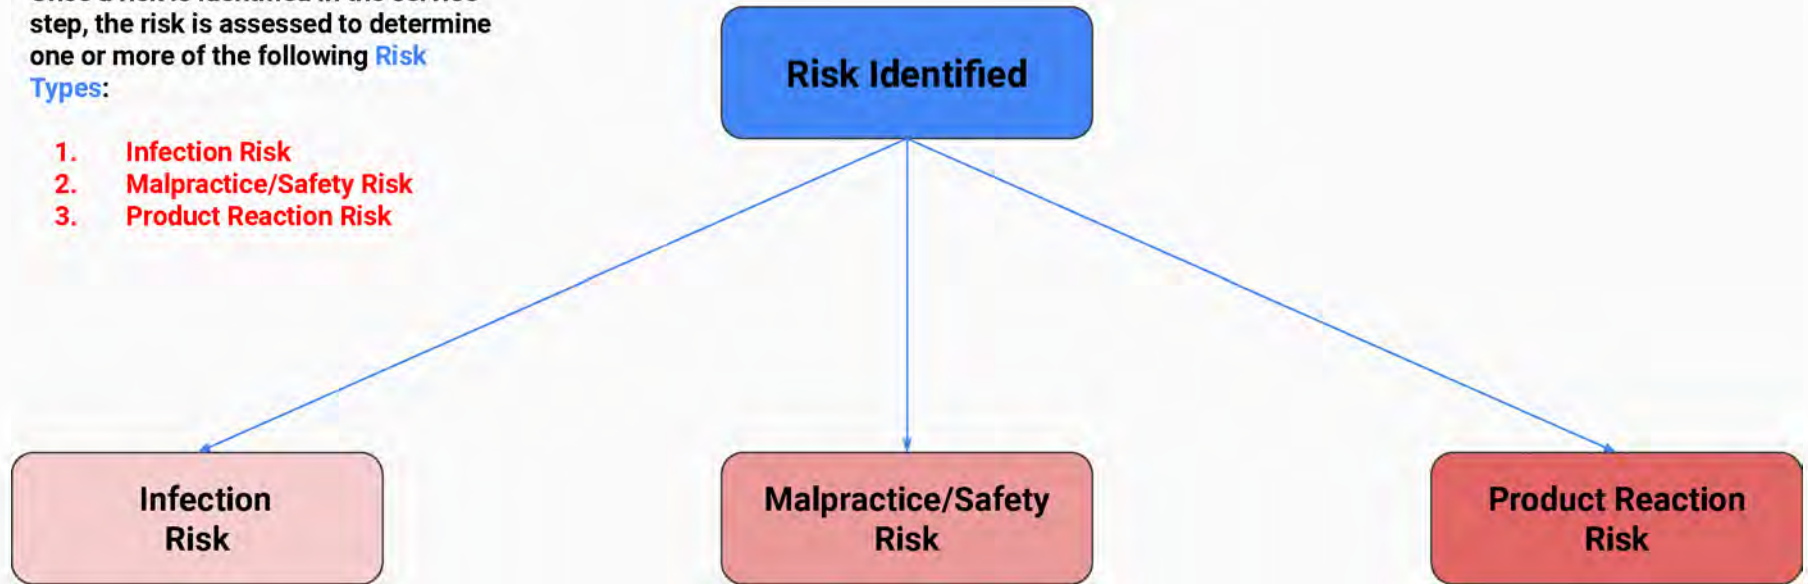 step, the risk is assessed to determine
one or more of the following Risk
Types:
1. Infection Risk
2. Malpractice/Safety Risk
3. Product Reaction Risk
Risk Identified
Infection
Risk
Malpractice/Safety
Risk
Product Reaction
Risk